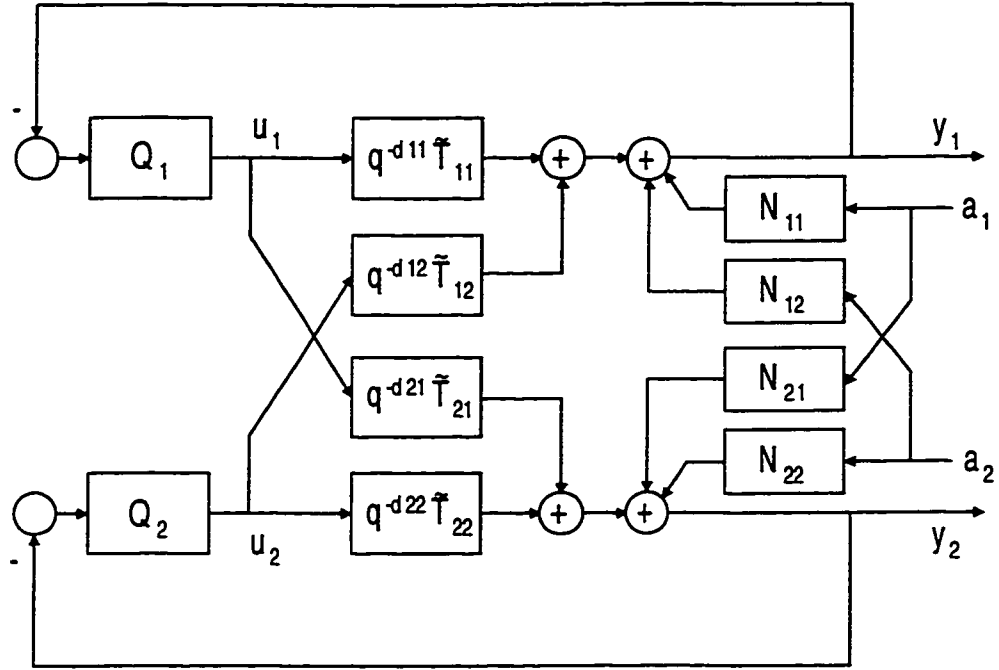 -
Q₁
u₁
q⁻ᵈ¹¹ T̃₁₁
+
+
y₁
N₁₁
a₁
q⁻ᵈ¹² T̃₁₂
N₁₂
q⁻ᵈ²¹ T̃₂₁
N₂₁
N₂₂
a₂
Q₂
u₂
q⁻ᵈ²² T̃₂₂
+
+
y₂
-